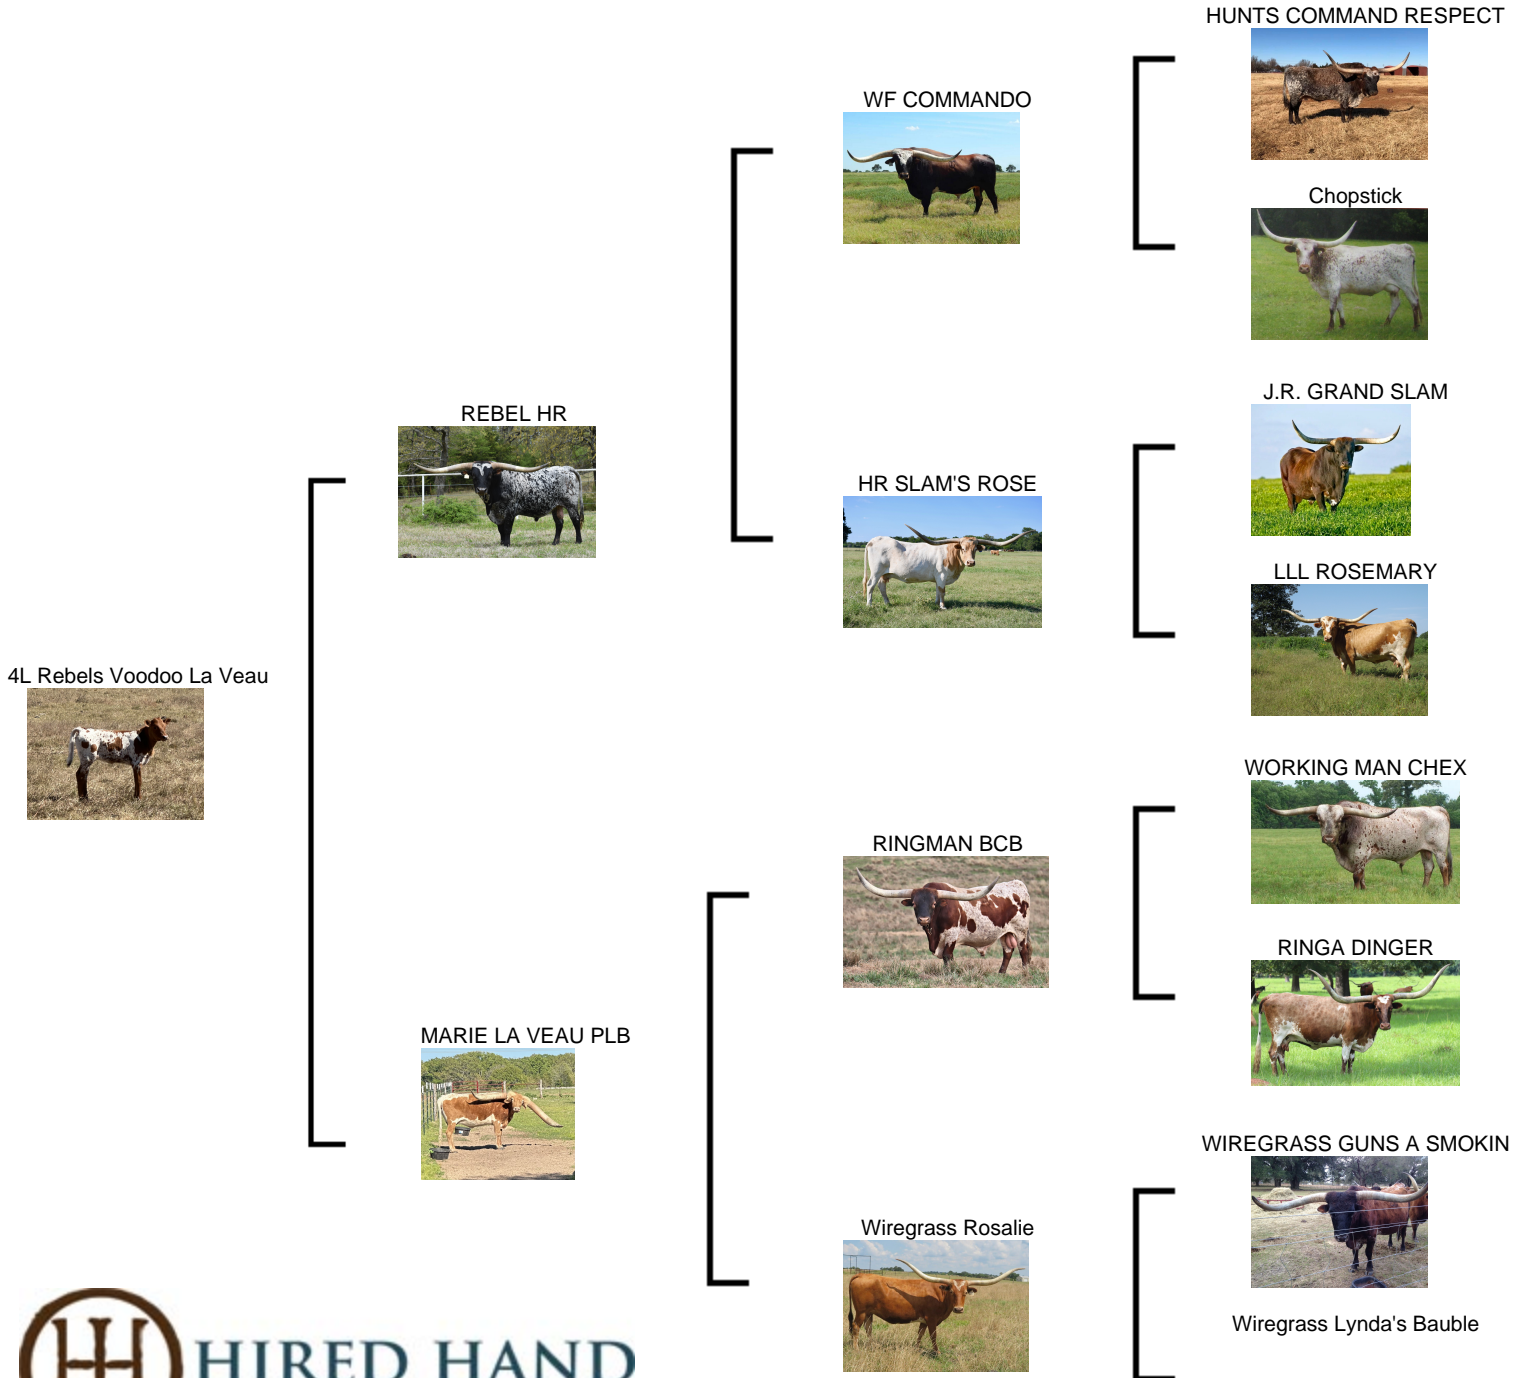 HUNTS COMMAND RESPECT
WF COMMANDO
Chopstick
REBEL HR
J.R. GRAND SLAM
HR SLAM'S ROSE
LLL ROSEMARY
4L Rebels Voodoo La Veau
WORKING MAN CHEX
RINGMAN BCB
RINGA DINGER
MARIE LA VEAU PLB
WIREGRASS GUNS A SMOKIN
Wiregrass Rosalie
Wiregrass Lynda's Bauble
HIRED HAND